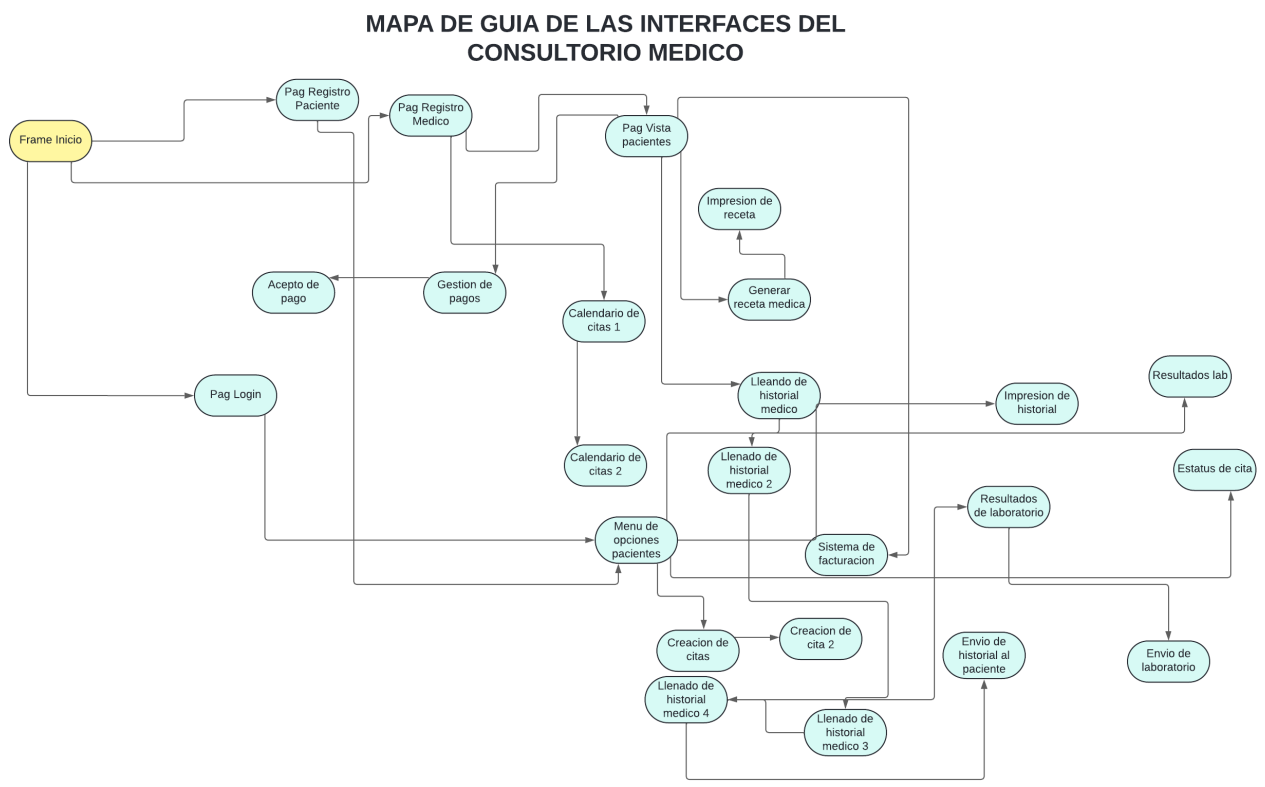 MAPA DE GUIA DE LAS INTERFACES DEL
CONSULTORIO MEDICO
Pag Registro
Paciente
Pag Registro
Medico
Frame Inicio
Pag Vista
pacientes
Impresion de
receta
Acepto de
pago
Gestion de
pagos
Generar
receta medica
Calendario de
citas 1
Pag Login
Lleando de
historial
medico
Impresion de
historial
Resultados lab
Calendario de
citas 2
Llenado de
historial
medico 2
Estatus de cita
Resultados
de laboratorio
Menu de
opciones
pacientes
Sistema de
facturacion
Creacion de
citas
Creacion de
cita 2
Envio de
historial al
paciente
Envio de
laboratorio
Llenado de
historial
medico 4
Llenado de
historial
medico 3